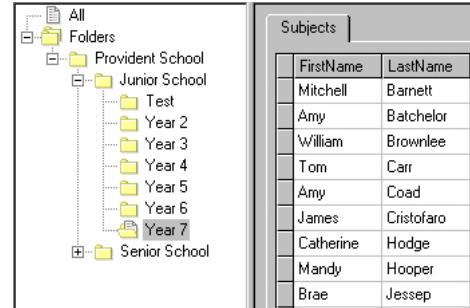 All
Folders
Provident School
Junior School
Test
Year 2
Year 3
Year 4
Year 5
Year 6
Year 7
Senior School
Subjects
FirstName LastName
Mitchell Barnett
Amy Batchelor
William Brownlee
Tom Carr
Amy Coad
James Cristofaro
Catherine Hodge
Mandy Hooper
Brae Jessep